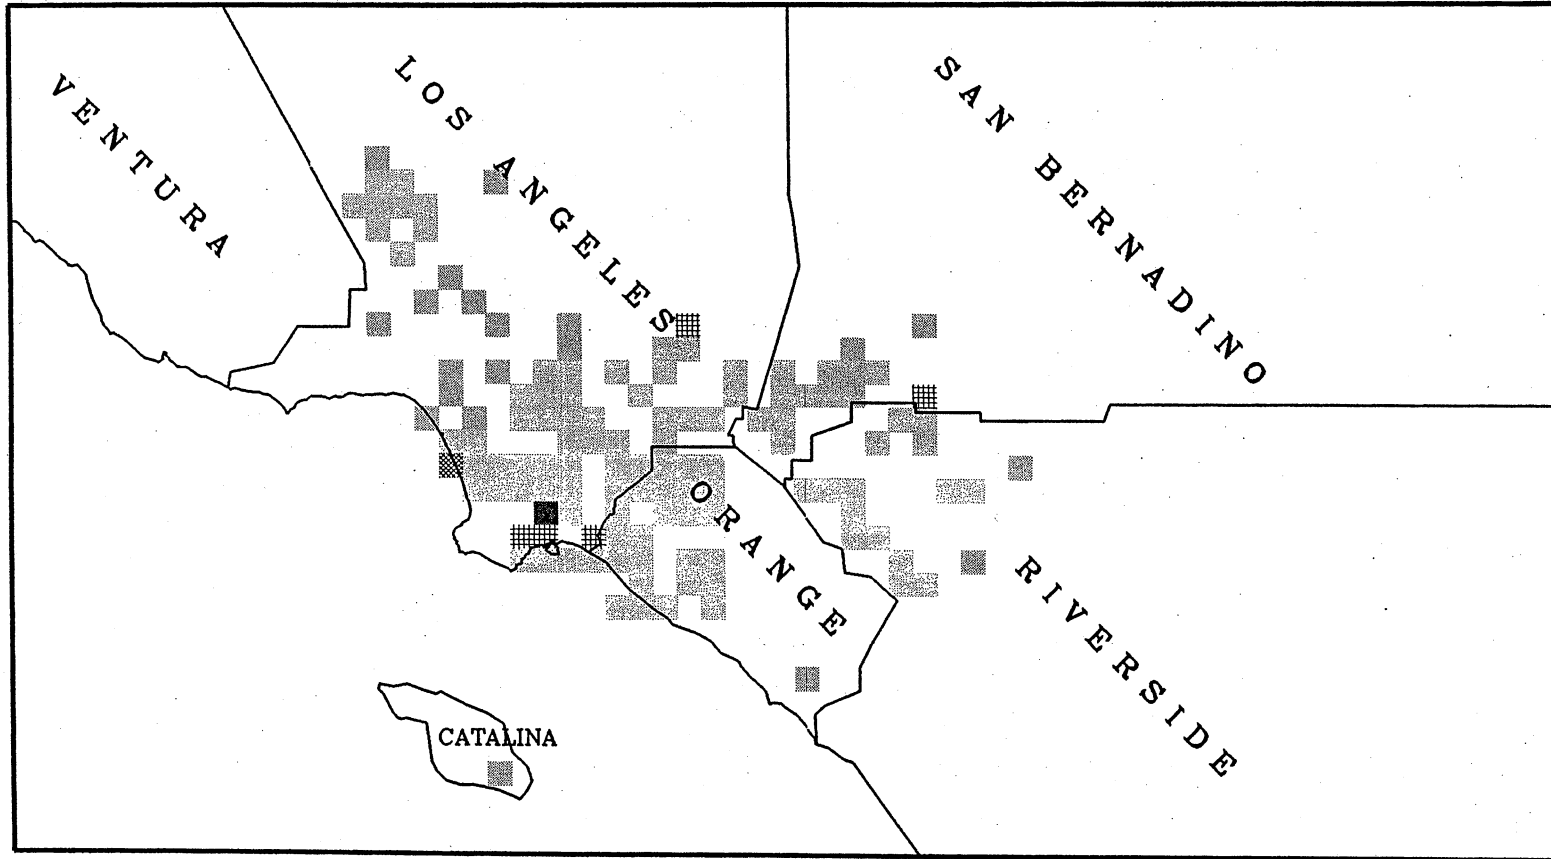 VENTURA
LOS ANGELES
SAN BERNADINO
ORANGE
RIVERSIDE
CATALINA